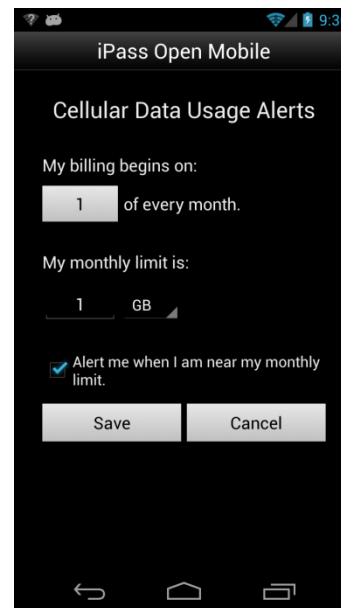 9:3
iPass Open Mobile
Cellular Data Usage Alerts
My billing begins on:
1 of every month.
My monthly limit is:
1 GB
Alert me when I am near my monthly
limit.
Save Cancel